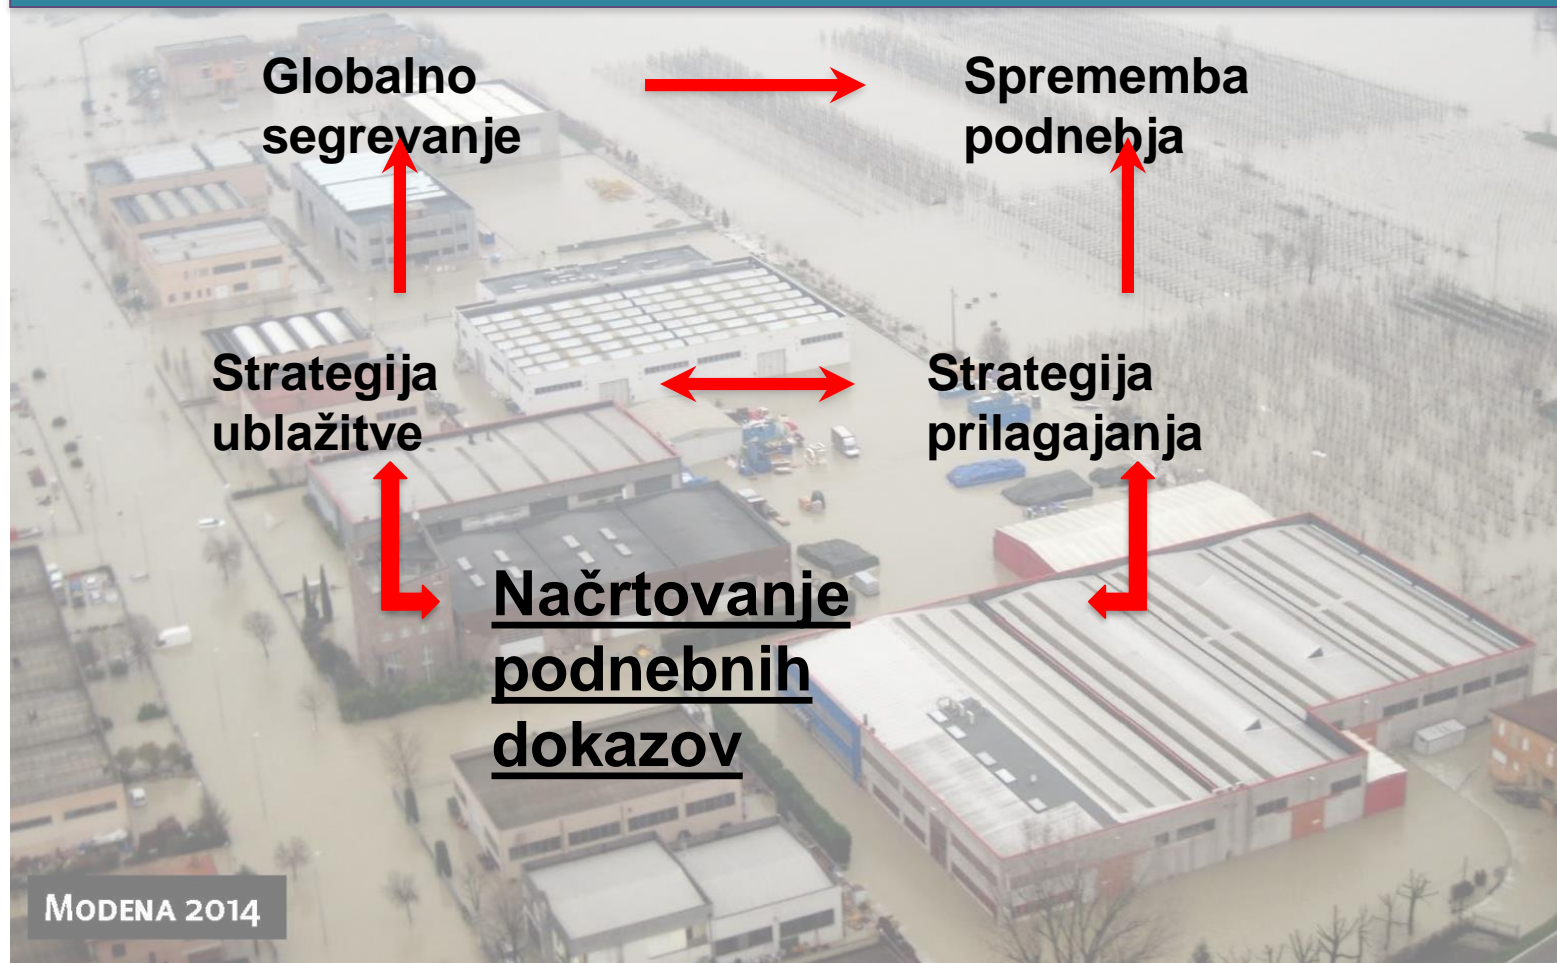 Globalno
segrevanje
Sprememba
podnebja
Strategija
ublažitve
Strategija
prilagajanja
Načrtovanje
podnebnih
dokazov
MODENA 2014